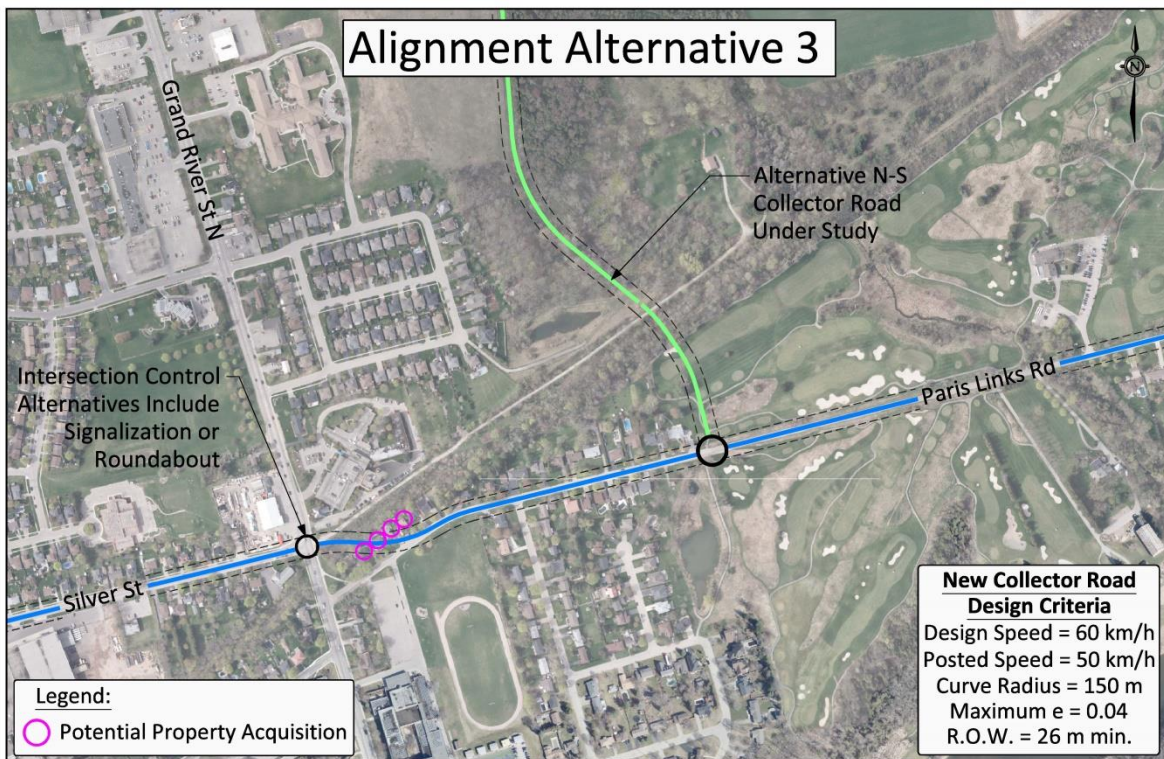 Alignment Alternative 3
N
Grand River St N
Alternative N-S
Collector Road
Under Study
Intersection Control
Alternatives Include
Signalization or
Roundabout
Paris Links Rd
Silver St
Legend:
Potential Property Acquisition
New Collector Road
Design Criteria
Design Speed = 60 km/h
Posted Speed = 50 km/h
Curve Radius = 150 m
Maximum e = 0.04
R.O.W. = 26 m min.